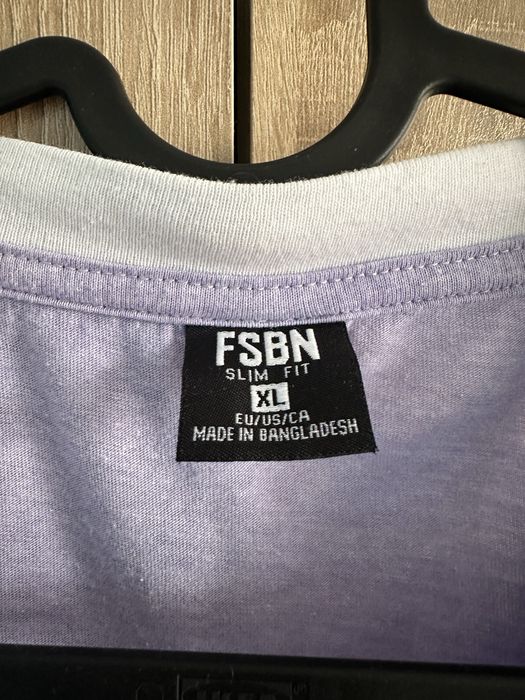 FSBN
SLIM FIT
XL
EU/US/CA
MADE IN BANGLADESH